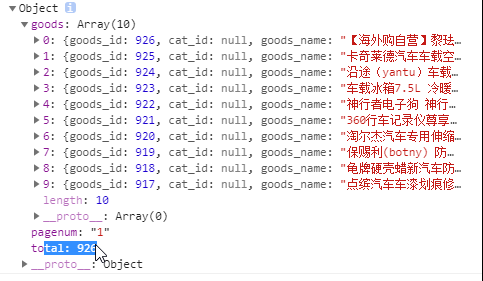 Object i
goods: Array(10)
0: {goods_id: 926, cat_id: null, goods_name: "【海外购自营】黎珐…
1: {goods_id: 925, cat_id: null, goods_name: "卡奇莱德汽车车载空…
2: {goods_id: 924, cat_id: null, goods_name: "沿途（yantu）车载…
3: {goods_id: 923, cat_id: null, goods_name: "车载冰箱7.5L 冷暖…
4: {goods_id: 922, cat_id: null, goods_name: "神行者电子狗 神行…
5: {goods_id: 921, cat_id: null, goods_name: "360行车记录仪尊享…
6: {goods_id: 920, cat_id: null, goods_name: "淘尔杰汽车专用伸缩…
7: {goods_id: 919, cat_id: null, goods_name: "保赐利(botny) 防…
8: {goods_id: 918, cat_id: null, goods_name: "龟牌硬壳蜡新汽车防…
9: {goods_id: 917, cat_id: null, goods_name: "点缤汽车车漆划痕修…
length: 10
__proto__: Array(0)
pagenum: "1"
total: 926
__proto__: Object